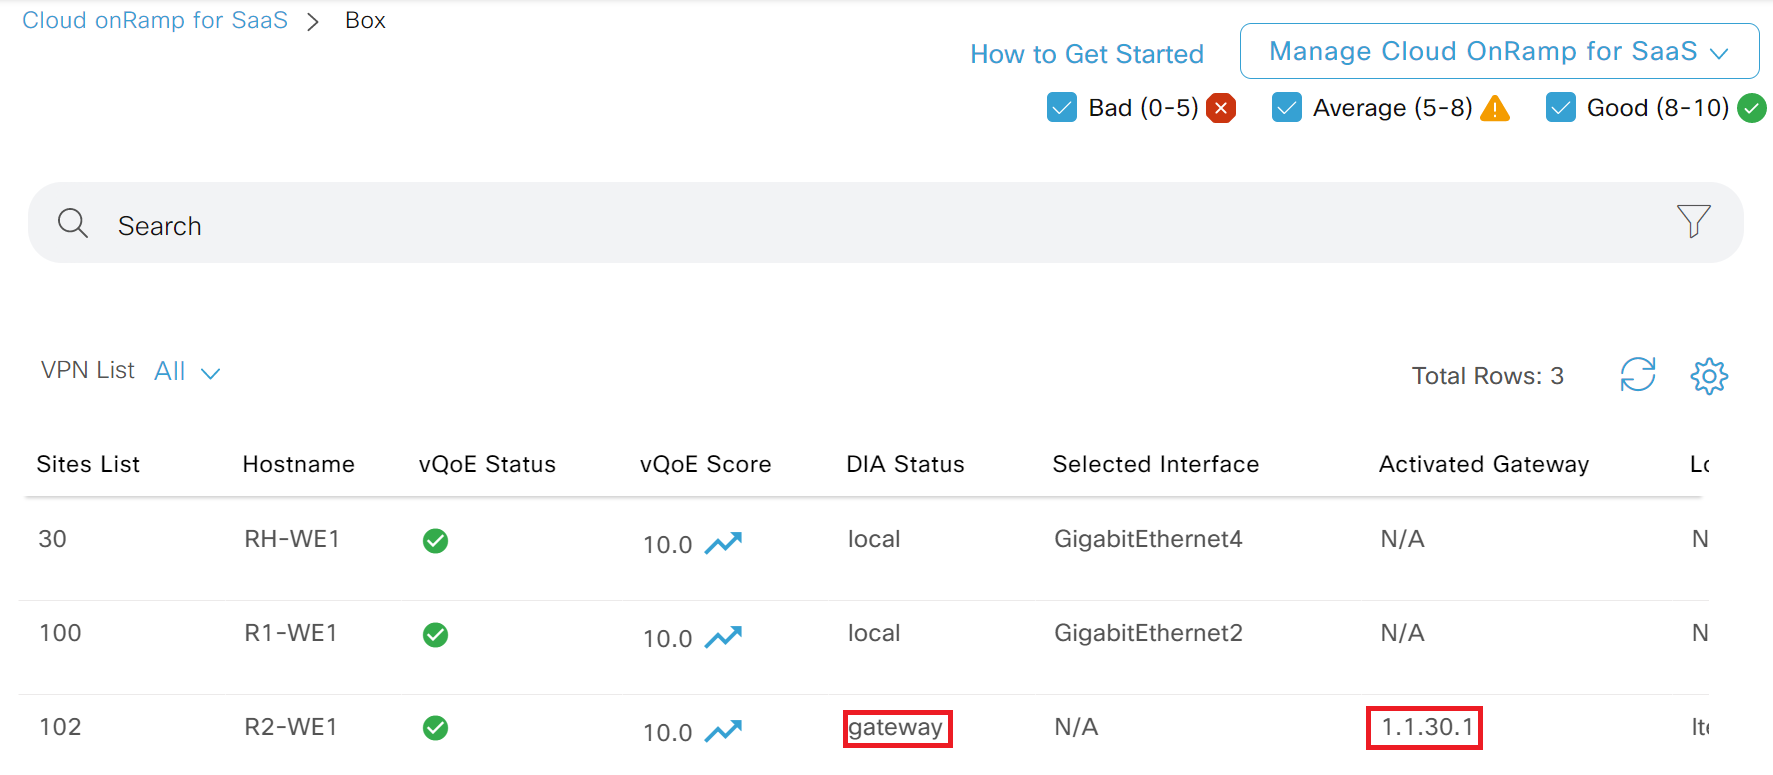 Cloud onRamp for SaaS > Box
How to Get Started Manage Cloud OnRamp for SaaS
Bad (0-5) Average (5-8) Good (8-10)
Search
VPN List All Total Rows: 3
Sites List Hostname vQoE Status vQoE Score DIA Status Selected Interface Activated Gateway
30 RH-WE1 10.0 local GigabitEthernet4 N/A
100 R1-WE1 10.0 local GigabitEthernet2 N/A
102 R2-WE1 10.0 gateway N/A 1.1.30.1